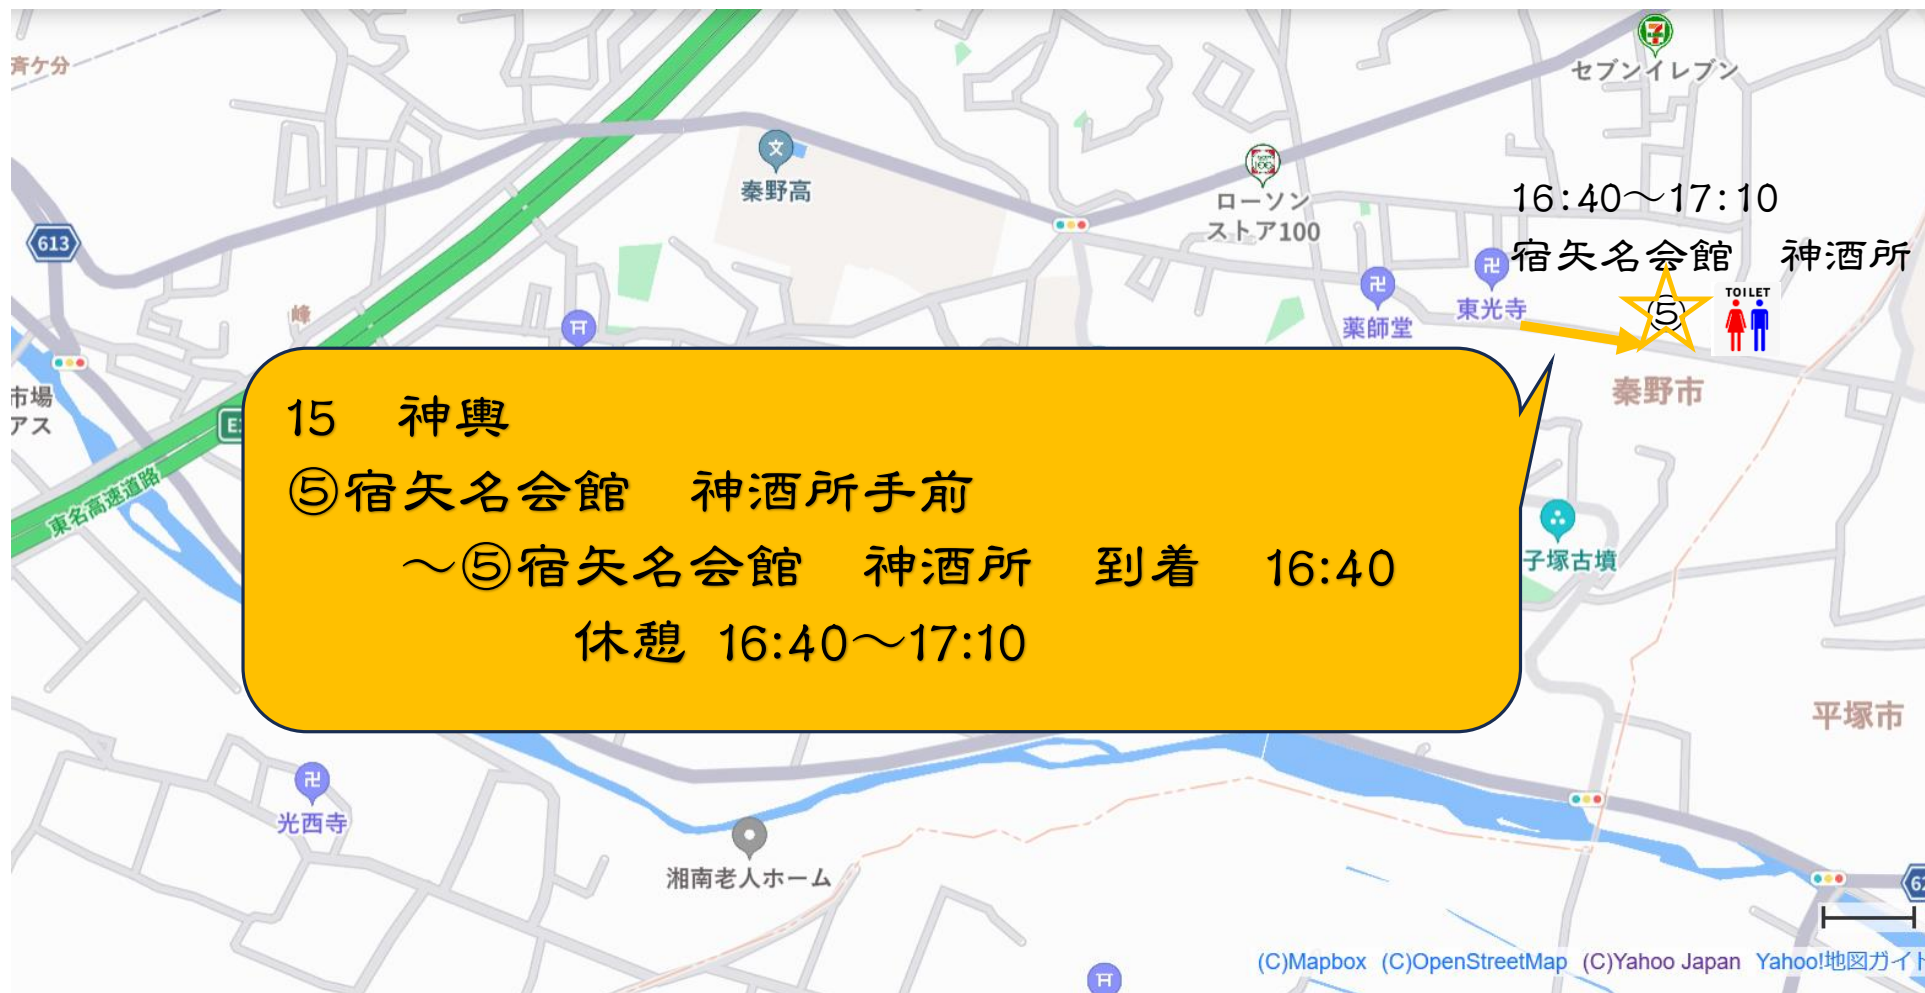 斉ケ分
セブンイレブン
秦野高
ローソン
ストア100
16:40～17:10
宿矢名会館　神酒所
613
卍
卍
東光寺
薬師堂
⑤
TOILET
峰
秦野市
市場
アス
15　神輿
⑤宿矢名会館　神酒所手前
～⑤宿矢名会館　神酒所　到着　16:40
休憩 16:40～17:10
東名高速道路
子塚古墳
平塚市
卍
光西寺
湘南老人ホーム
(C)Mapbox (C)OpenStreetMap (C)Yahoo Japan Yahoo!地図ガイド